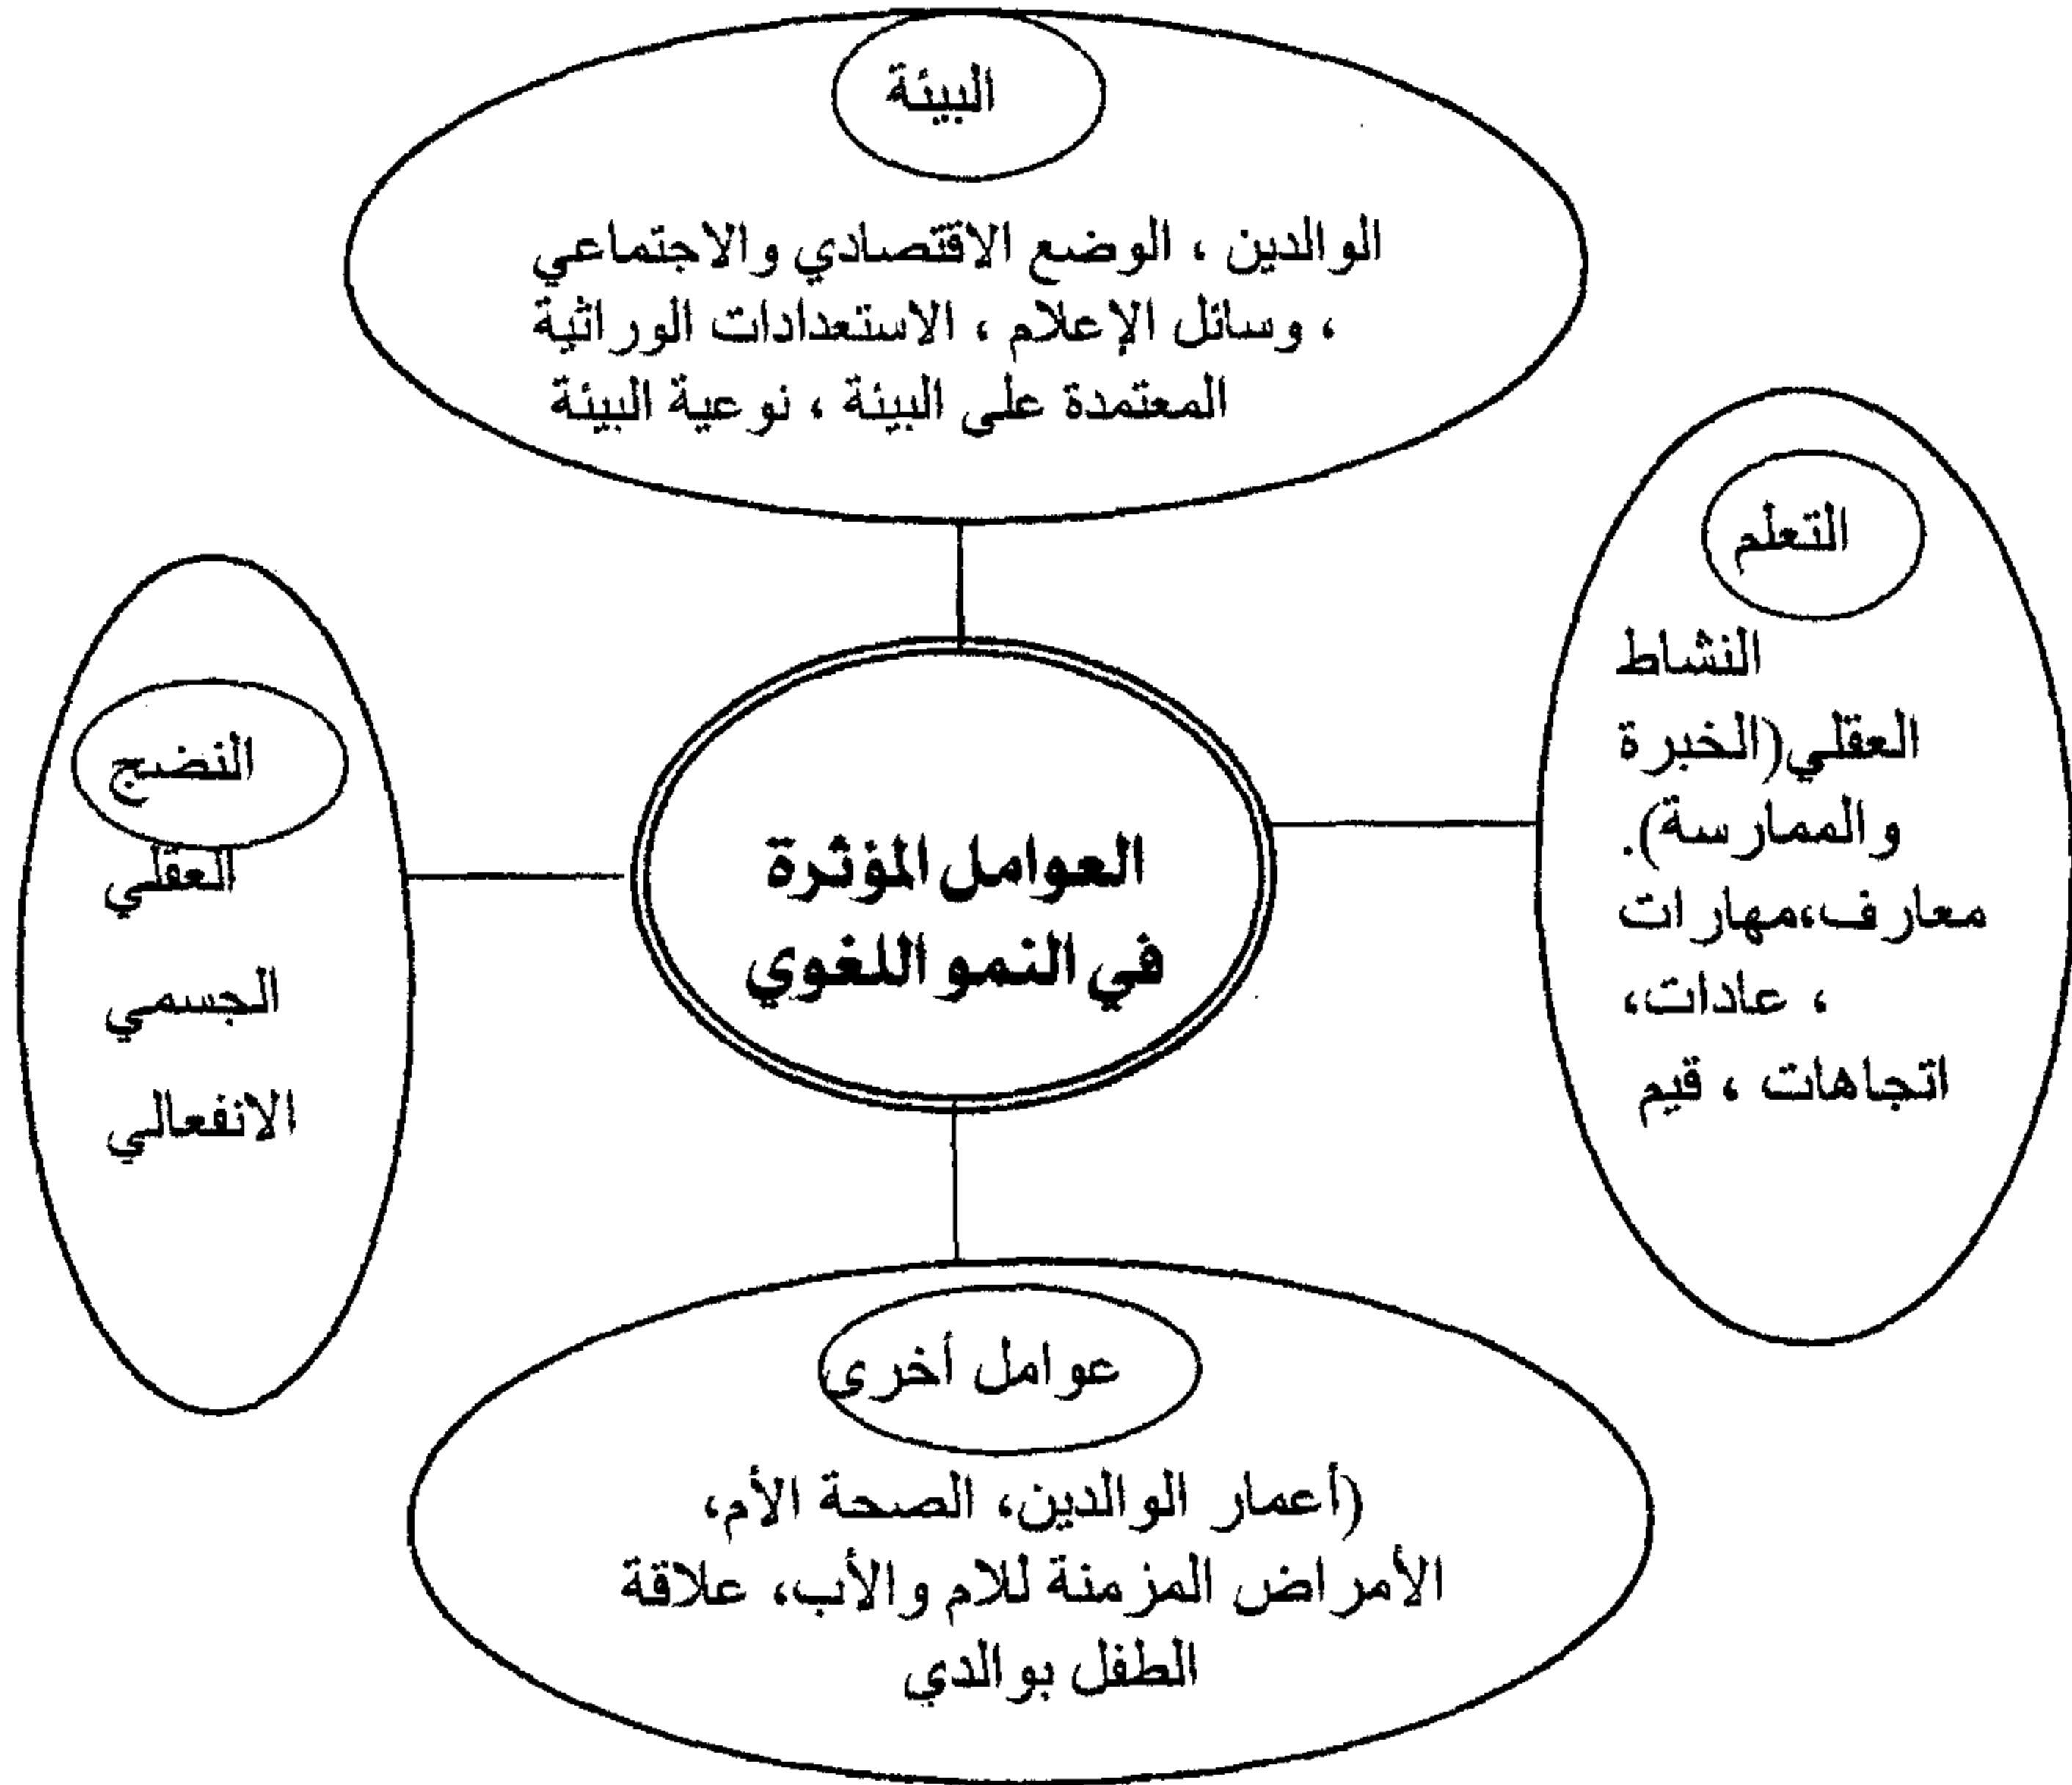 البيئة
الوالدين ، الوضع الاقتصادي والاجتماعي
، وسائل الإعلام ، الاستعدادات الوراثية
المعتمدة على البيئة ، نوعية البيئة
التعلم
النشاط
العقلي(الخبرة
والممارسة).
معارف،مهارات
، عادات،
اتجاهات ، قيم
العوامل المؤثرة
في النمو اللغوي
النضج
العقلي
الجسمي
الانفعالي
عوامل أخرى
(أعمار الوالدين، الصحة الأم،
الأمراض المزمنة للام والأب، علاقة
الطفل بوالدي